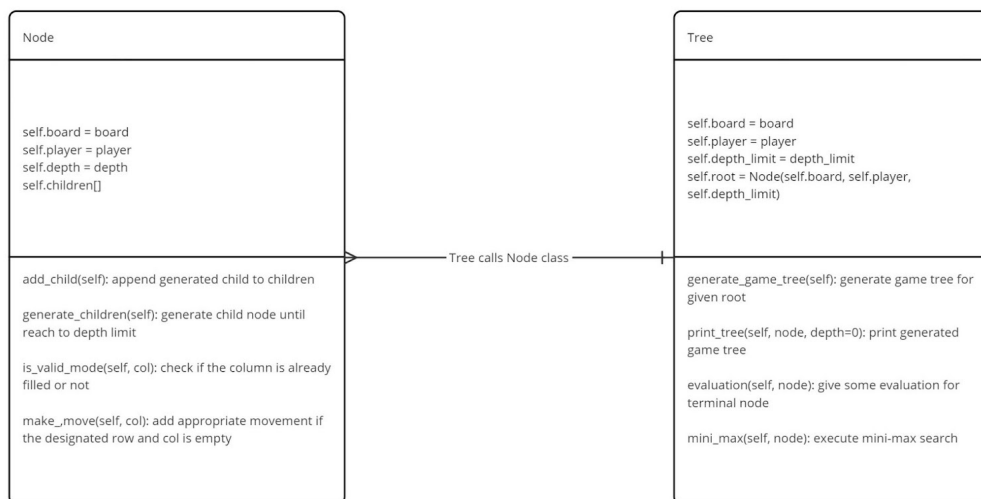 Node
self.board = board
self.player = player
self.depth = depth
self.children[]
add_child(self): append generated child to children
generate_children(self): generate child node until
reach to depth limit
is_valid_mode(self, col): check if the column is already
filled or not
make_,move(self, col): add appropriate movement if
the designated row and col is empty
Tree calls Node class
Tree
self.board = board
self.player = player
self.depth_limit = depth_limit
self.root = Node(self.board, self.player,
self.depth_limit)
generate_game_tree(self): generate game tree for
given root
print_tree(self, node, depth=0): print generated
game tree
evaluation(self, node): give some evaluation for
terminal node
mini_max(self, node): execute mini-max search